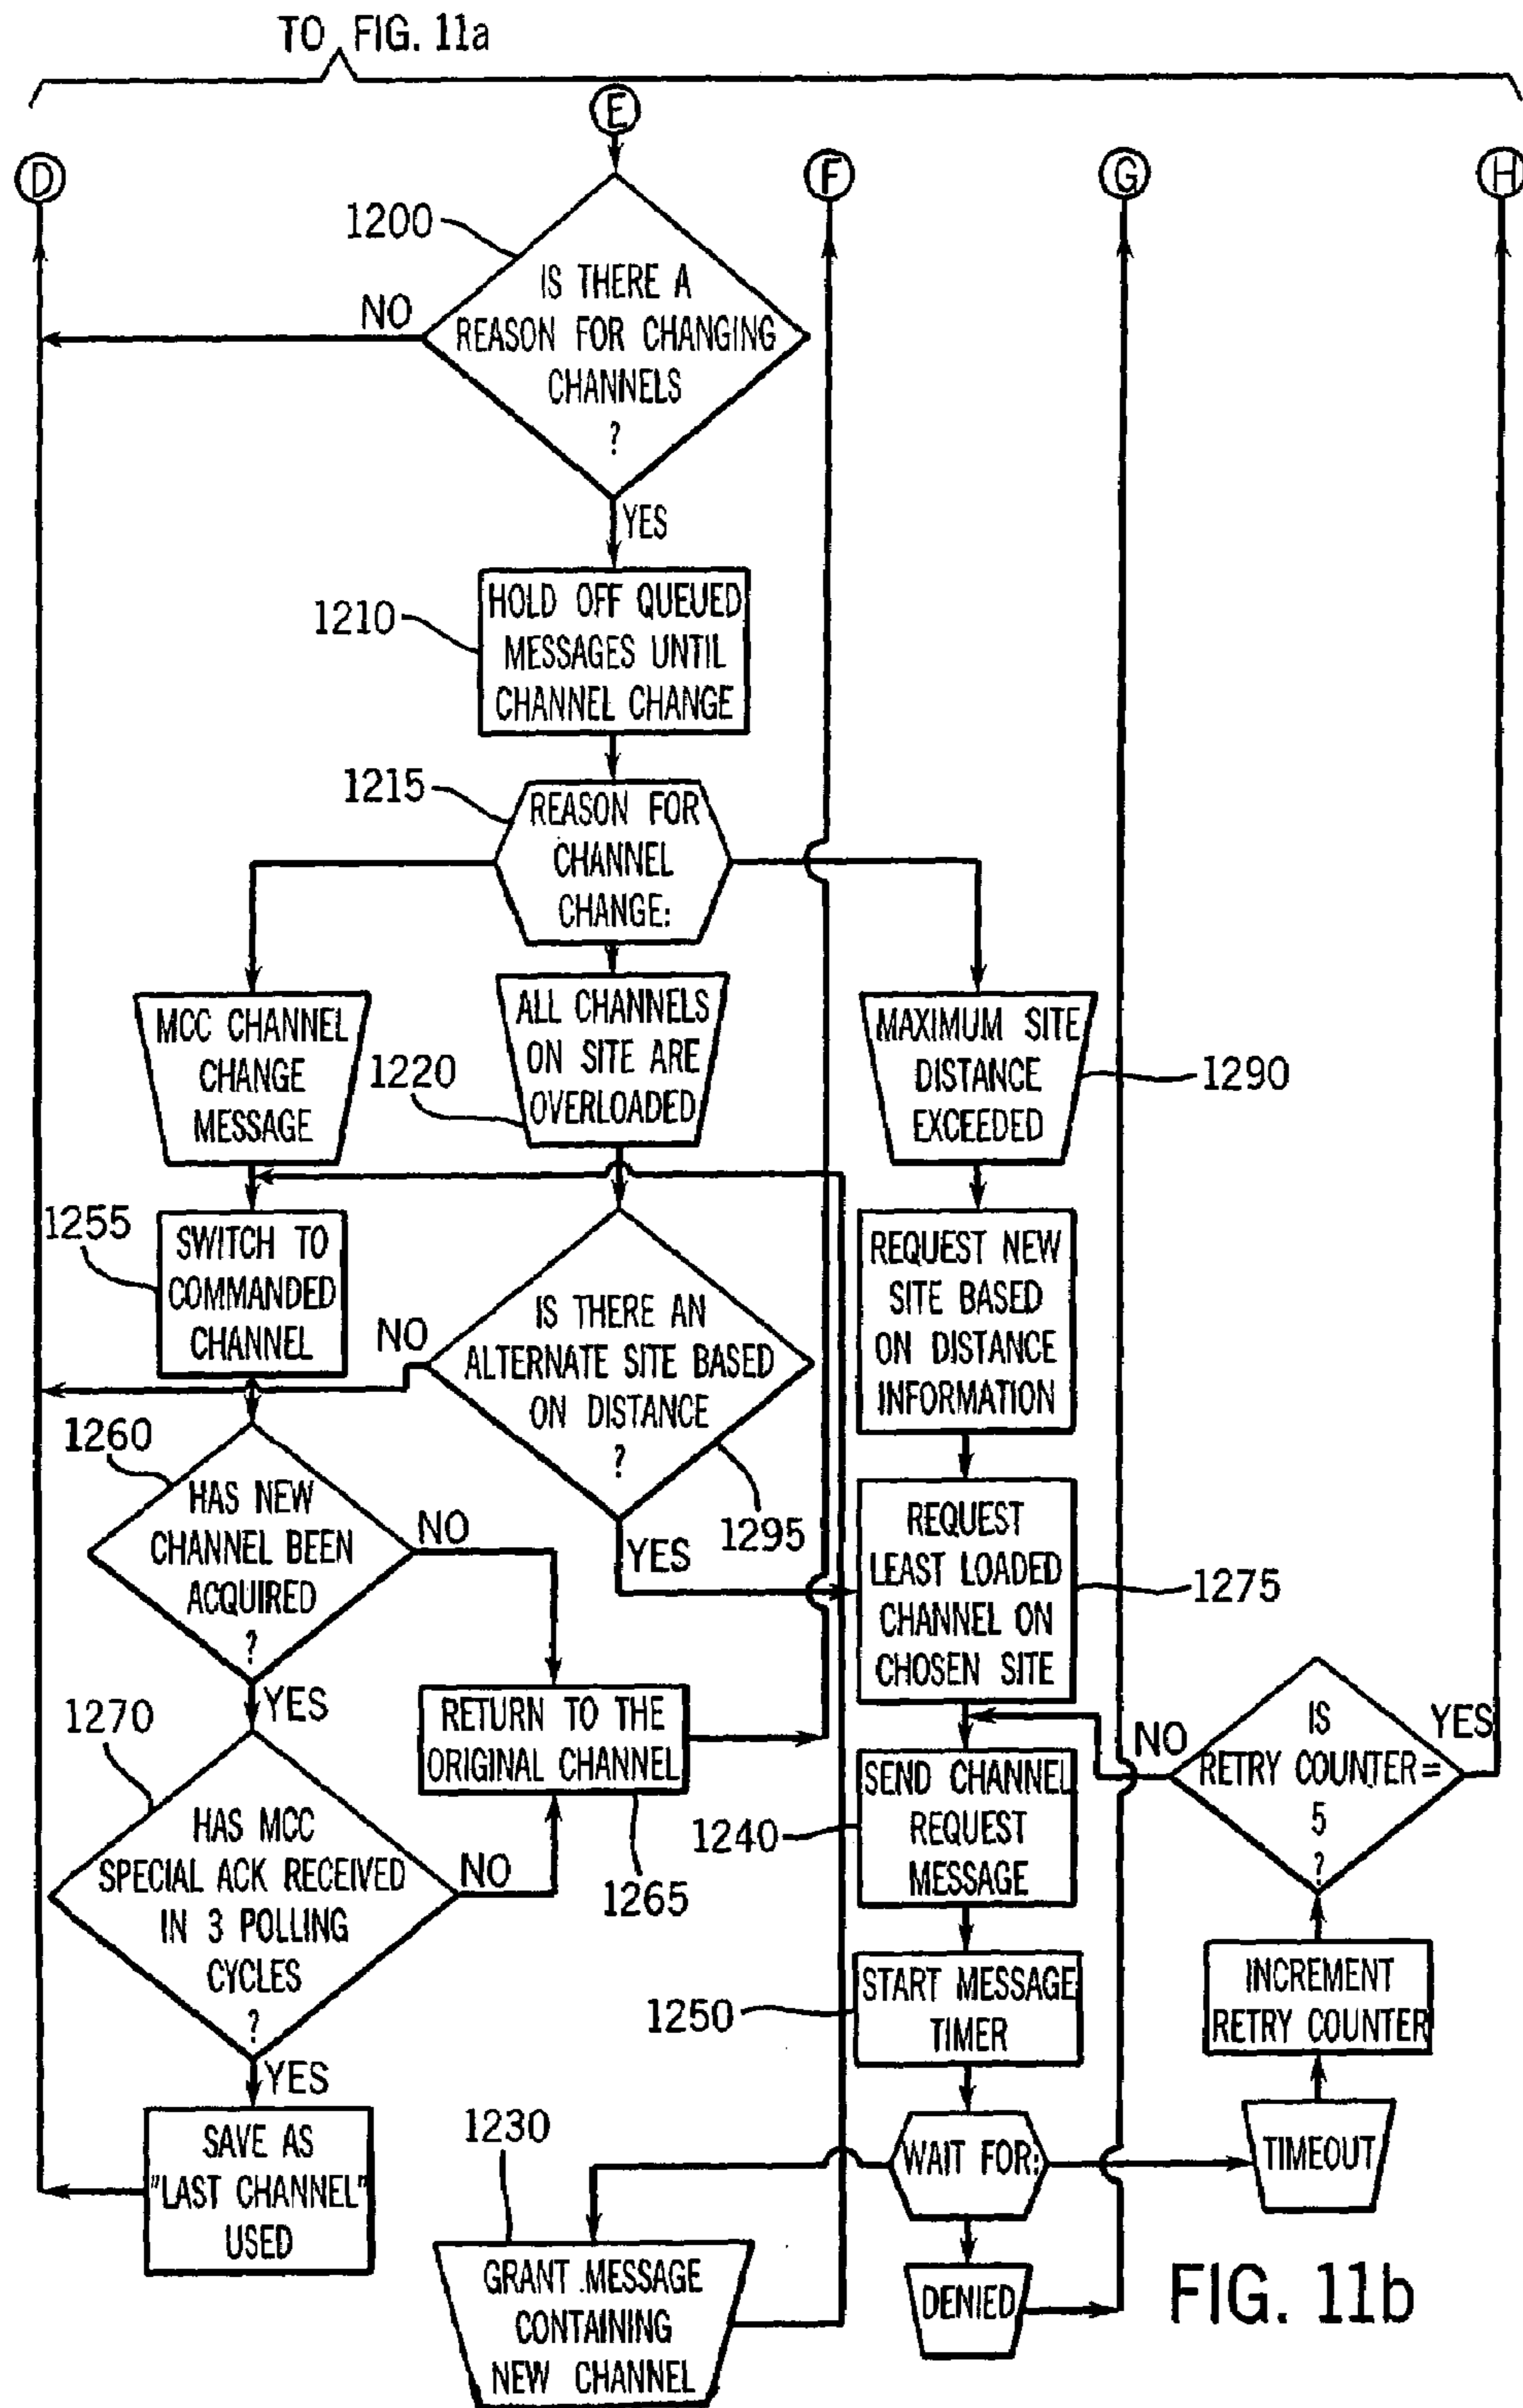 TO FIG. 11a
E
D
F
G
H
1200
IS THERE A
REASON FOR CHANGING
CHANNELS
?
NO
YES
1210
HOLD OFF QUEUED
MESSAGES UNTIL
CHANNEL CHANGE
1215
REASON FOR
CHANNEL
CHANGE:
MCC CHANNEL
CHANGE
MESSAGE
1220
ALL CHANNELS
ON SITE ARE
OVERLOADED
MAXIMUM SITE
DISTANCE
EXCEEDED
1290
1255
SWITCH TO
COMMANDED
CHANNEL
NO
IS THERE AN
ALTERNATE SITE BASED
ON DISTANCE
?
1295
YES
REQUEST NEW
SITE BASED
ON DISTANCE
INFORMATION
1260
HAS NEW
CHANNEL BEEN
ACQUIRED
?
NO
YES
REQUEST
LEAST LOADED
CHANNEL ON
CHOSEN SITE
1275
1270
HAS MCC
SPECIAL ACK RECEIVED
IN 3 POLLING
CYCLES
?
NO
YES
RETURN TO THE
ORIGINAL CHANNEL
1265
SEND CHANNEL
REQUEST
MESSAGE
1240
NO
IS
RETRY COUNTER =
5
?
YES
START MESSAGE
TIMER
1250
INCREMENT
RETRY COUNTER
SAVE AS
"LAST CHANNEL"
USED
1230
WAIT FOR:
TIMEOUT
GRANT MESSAGE
CONTAINING
NEW CHANNEL
DENIED
FIG. 11b